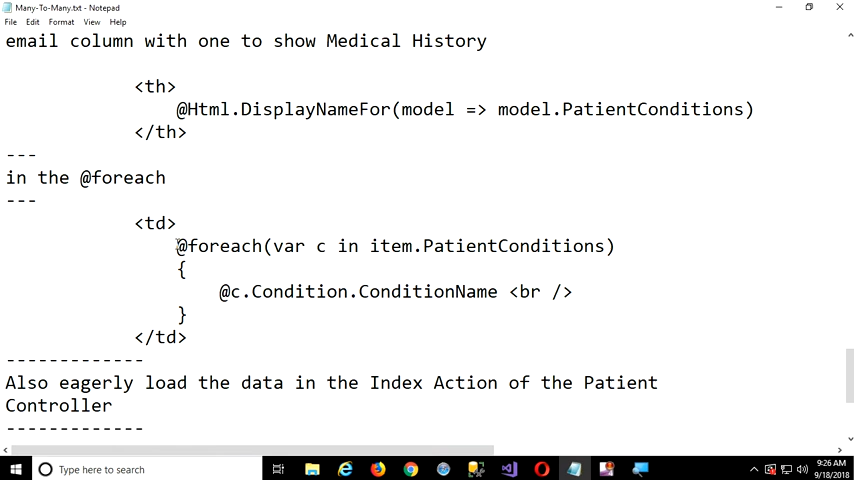 Many-To-Many.txt - Notepad
File Edit Format View Help
email column with one to show Medical History
<th>
@Html.DisplayNameFor(model => model.PatientConditions)
</th>
---
in the @foreach
---
<td>
@foreach(var c in item.PatientConditions)
{
@c.Condition.ConditionName <br />
}
</td>
-------------
Also eagerly load the data in the Index Action of the Patient
Controller
-------------
Type here to search
9:26 AM
9/18/2018